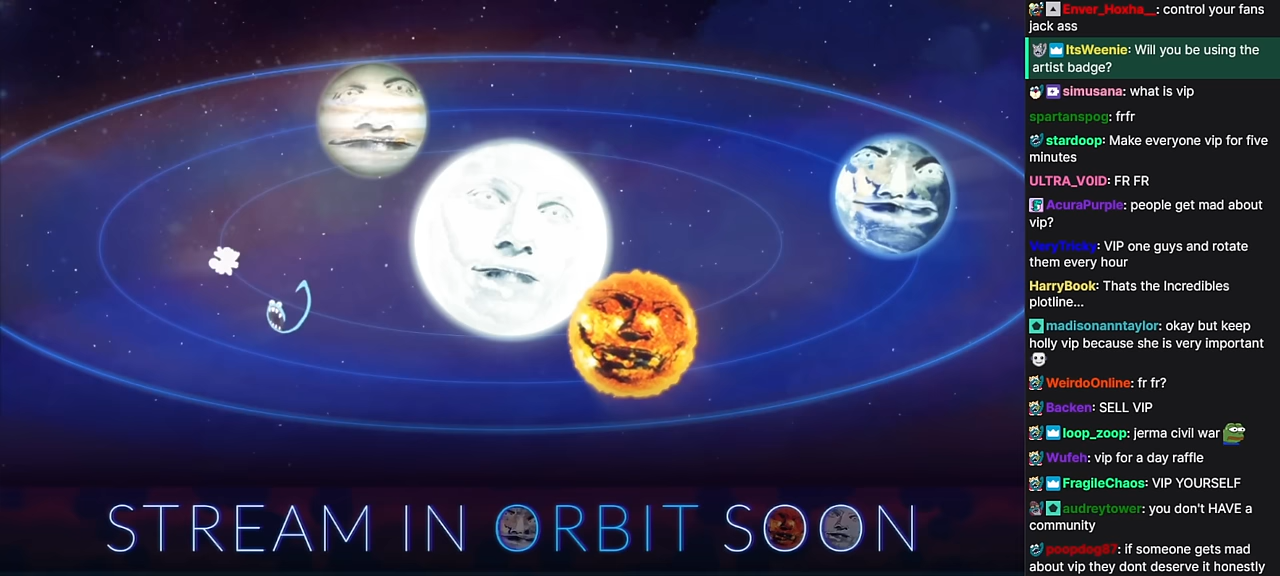 Enver_Hoxha__: control your fans
jack ass
ItsWeenie: Will you be using the
artist badge?
simusana: what is vip
spartanspog: frfr
stardoop: Make everyone vip for five
minutes
ULTRA_V0ID: FR FR
AcuraPurple: people get mad about
vip?
VeryTricky: VIP one guys and rotate
them every hour
HarryBook: Thats the Incredibles
plotline...
madisonanntaylor: okay but keep
holly vip because she is very important
WeirdoOnline: fr fr?
Backen: SELL VIP
loop_zoop: jerma civil war
Wufeh: vip for a day raffle
FragileChaos: VIP YOURSELF
audreytower: you don't HAVE a
community
poopdog87: if someone gets mad
about vip they dont deserve it honestly
STREAM IN ORBIT SOON